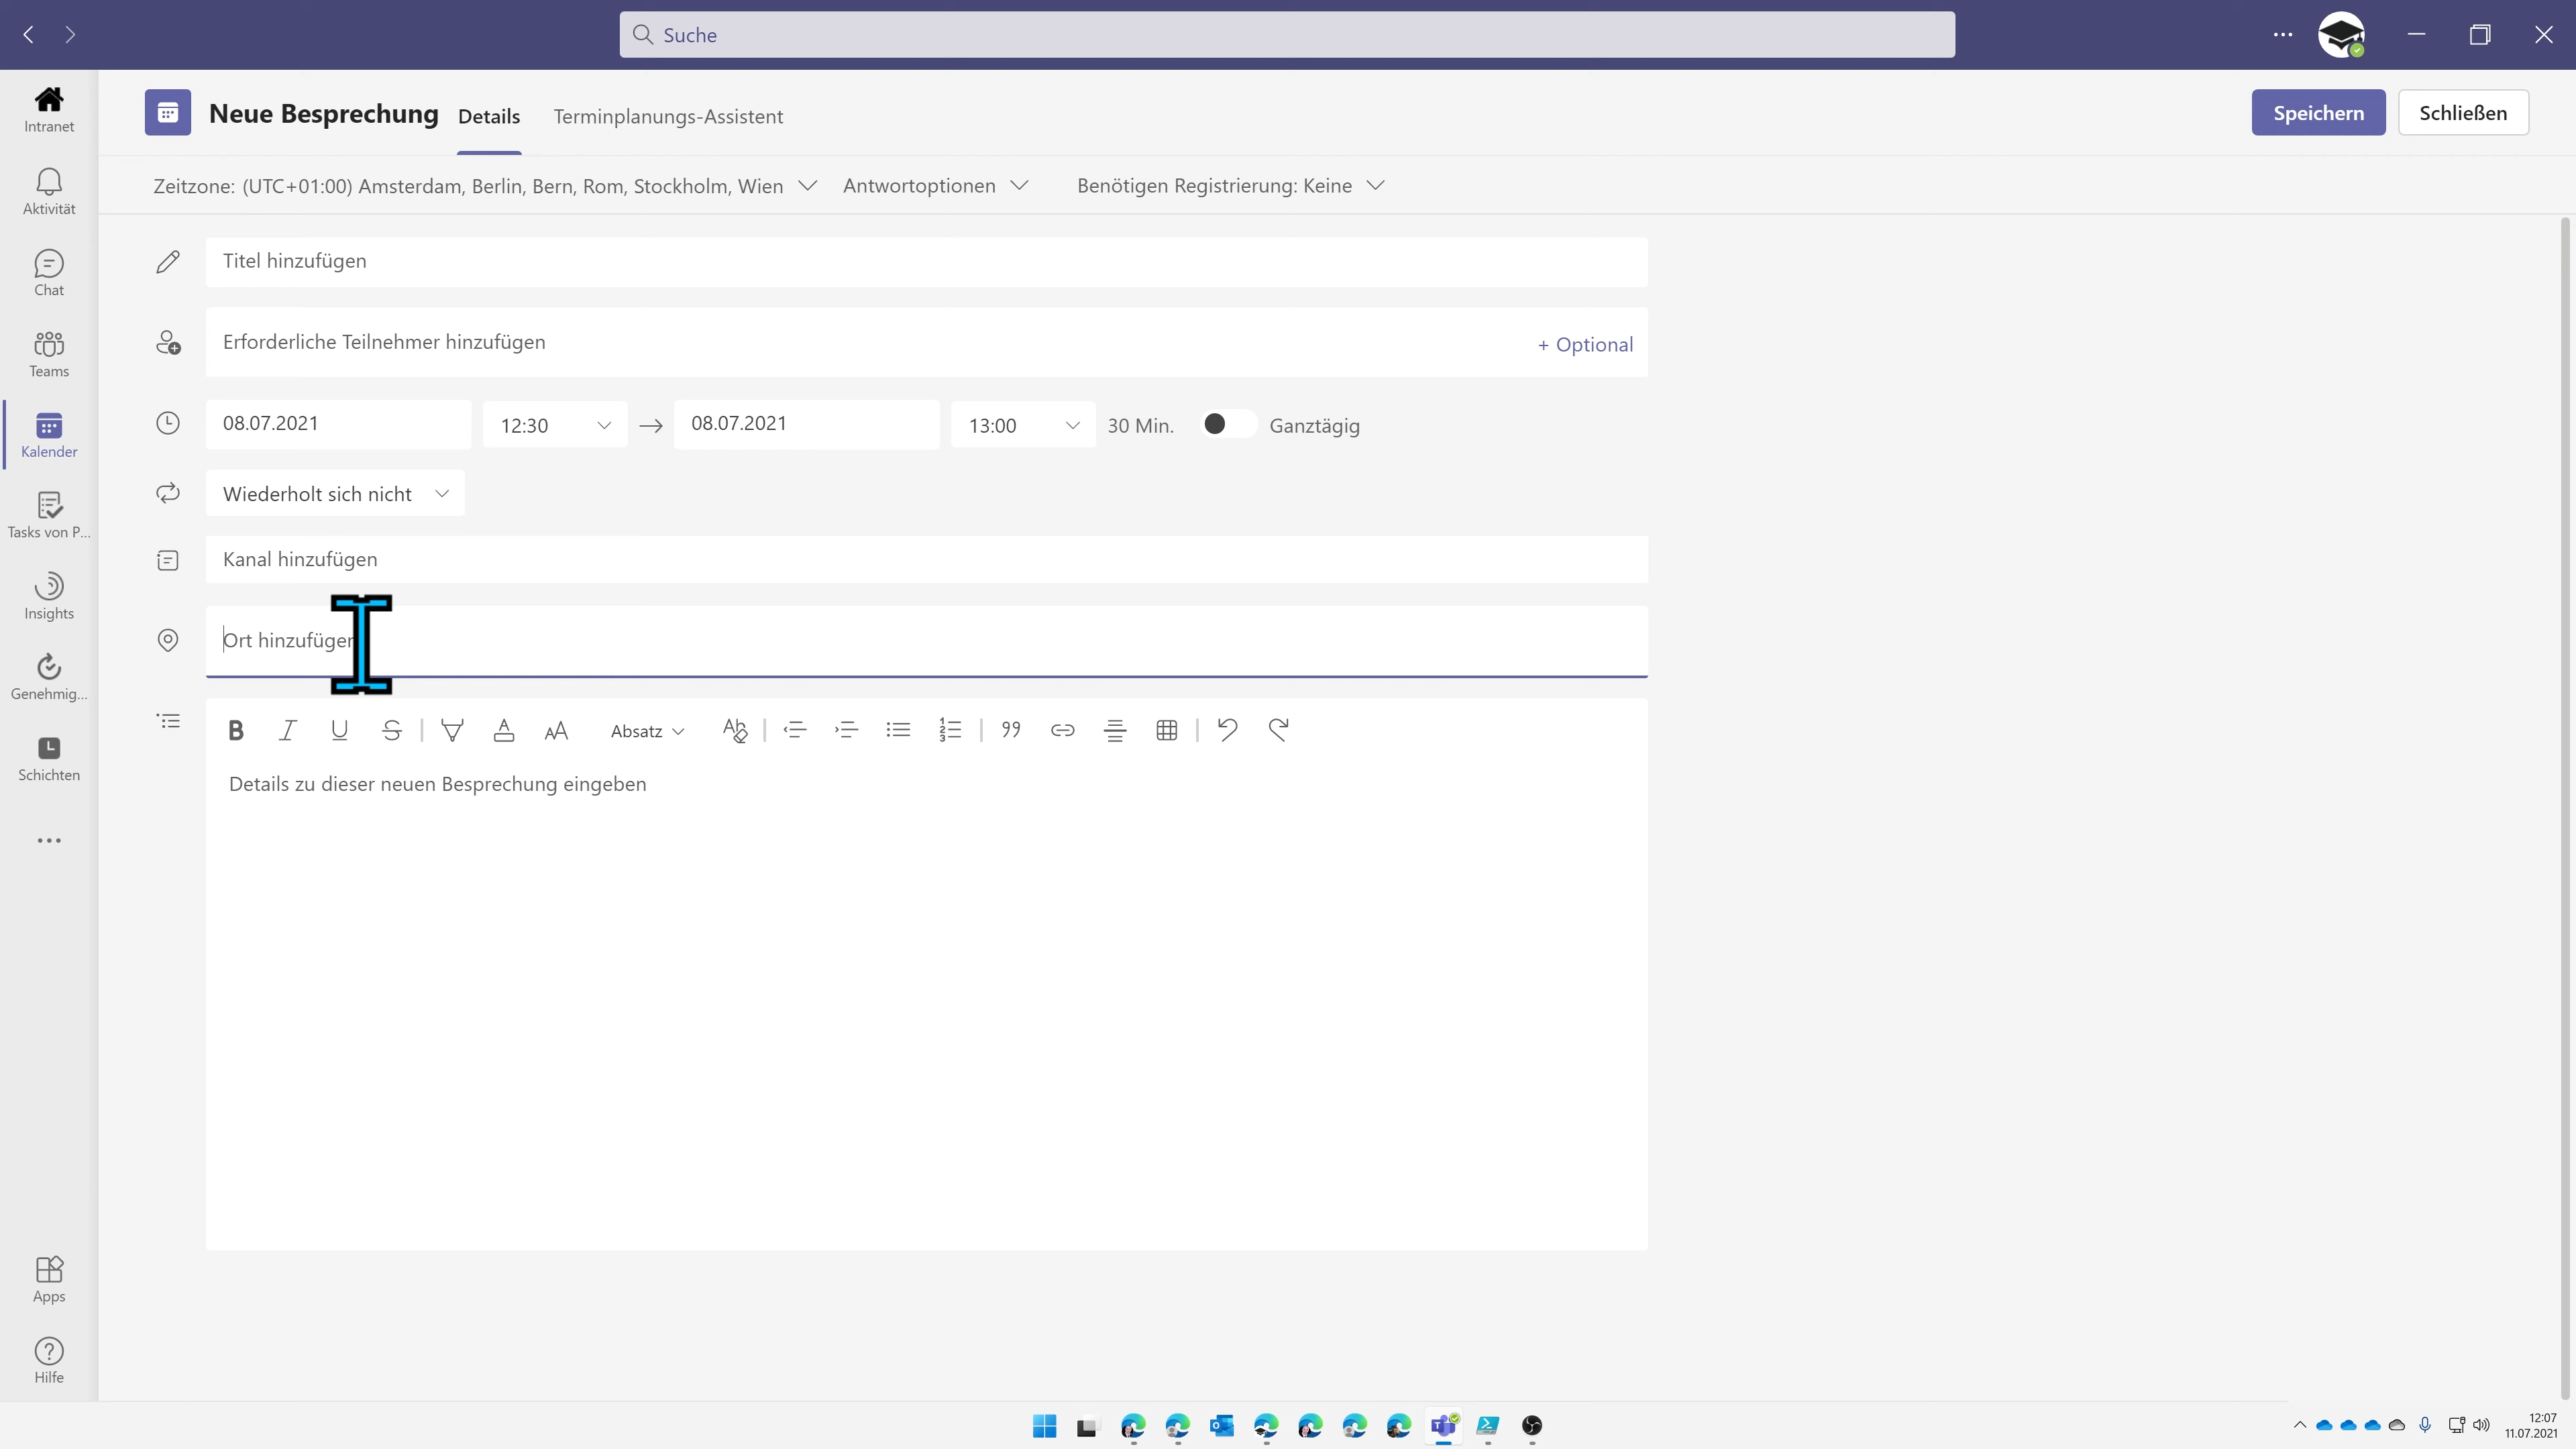 Suche
Neue Besprechung Details Terminplanungs-Assistent Speichern Schließen
Zeitzone: (UTC+01:00) Amsterdam, Berlin, Bern, Rom, Stockholm, Wien Antwortoptionen Benötigen Registrierung: Keine
Intranet
Aktivität
Chat
Teams
Kalender
Tasks von P...
Insights
Genehmig...
Schichten
Apps
Hilfe
Titel hinzufügen
Erforderliche Teilnehmer hinzufügen + Optional
08.07.2021 12:30 → 08.07.2021 13:00 30 Min. Ganztägig
Wiederholt sich nicht
Kanal hinzufügen
Ort hinzufügen
Absatz
Details zu dieser neuen Besprechung eingeben
12:07
11.07.2021